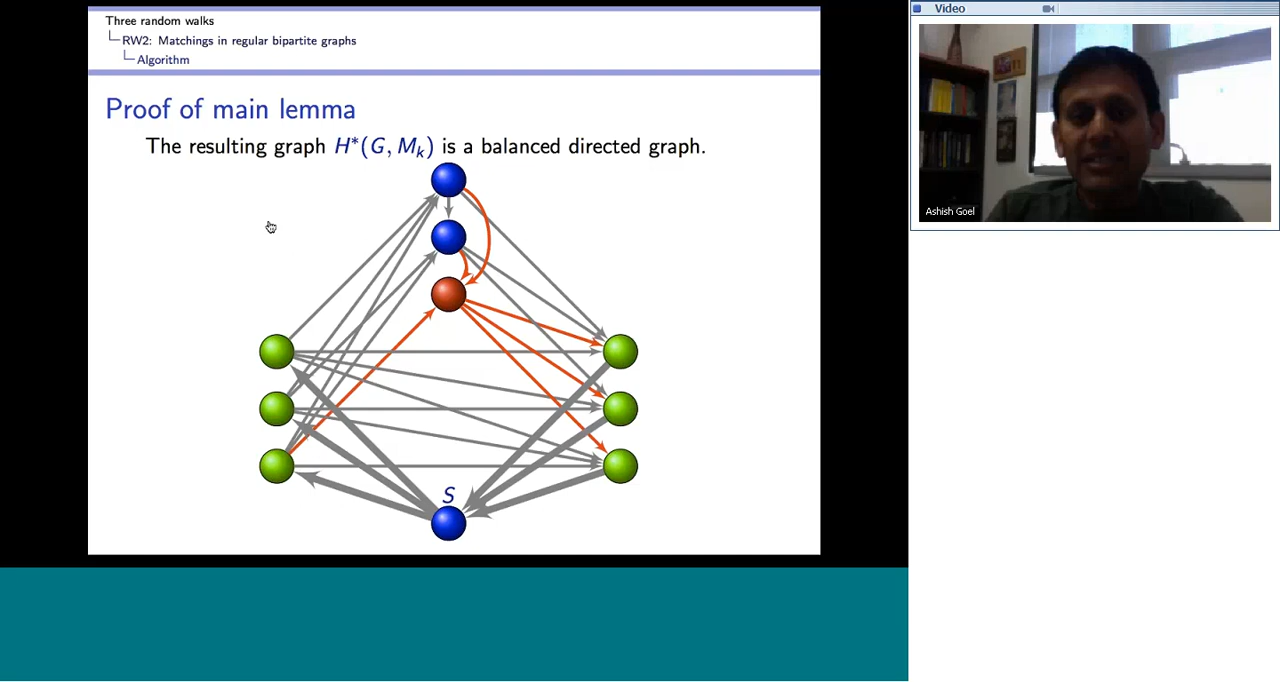 Three random walks
RW2: Matchings in regular bipartite graphs
Algorithm
Proof of main lemma
The resulting graph H*(G, Mₖ) is a balanced directed graph.
S
Video
Ashish Goel